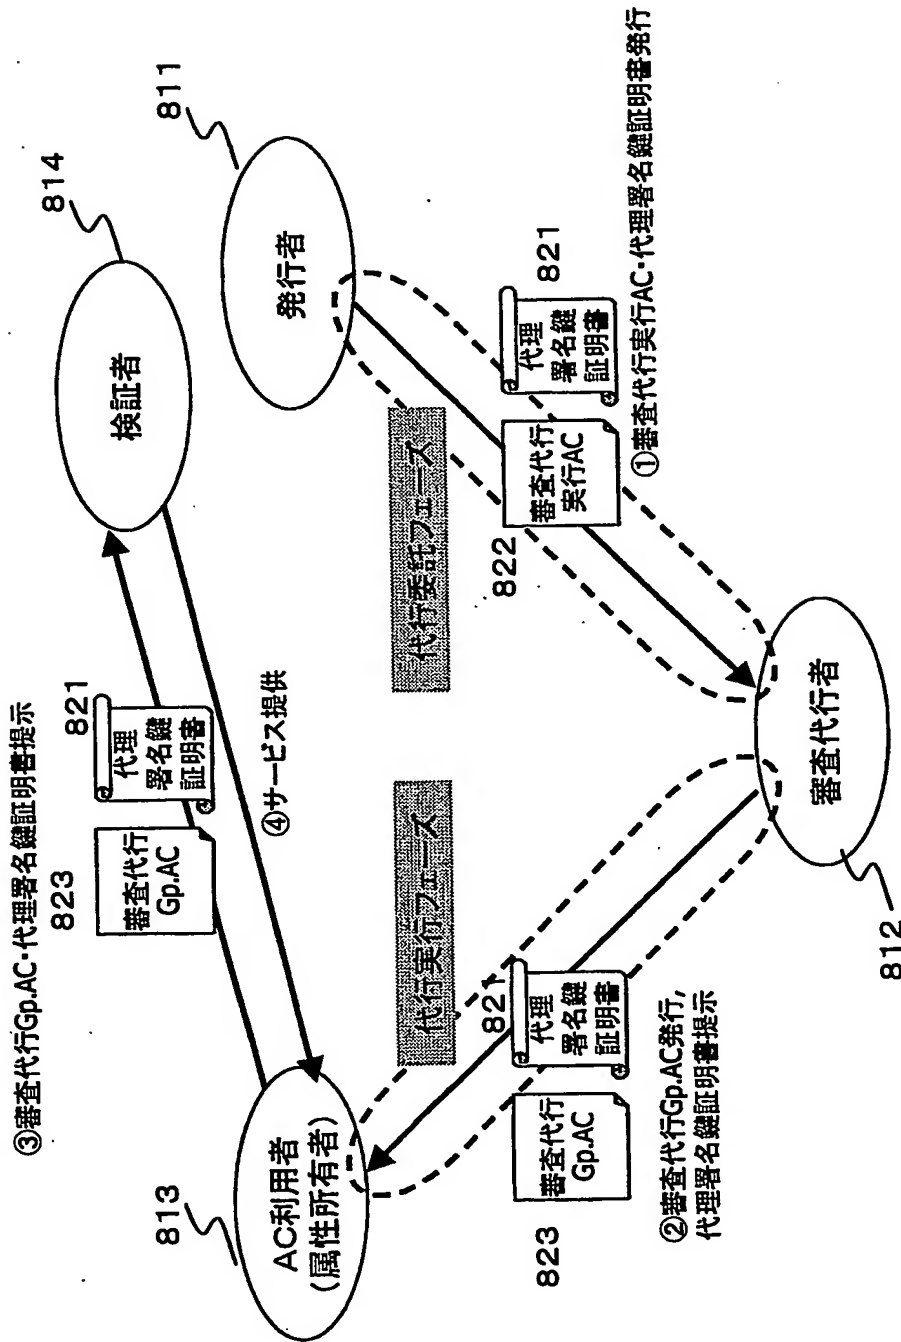 ③審査代行Gp.AC・代理署名鍵証明書提示
813
AC利用者
(属性所有者)
823
審査代行
Gp.AC
821
代理
署名鍵
証明書
④サービス提供
814
検証者
811
発行者
代行実行フェーズ
代行委託フェーズ
823
審査代行
Gp.AC
821
代理
署名鍵
証明書
822
審査代行
実行AC
代理
署名鍵
証明書
821
②審査代行Gp.AC発行,
代理署名鍵証明書提示
①審査代行実行AC・代理署名鍵証明書発行
審査代行者
812